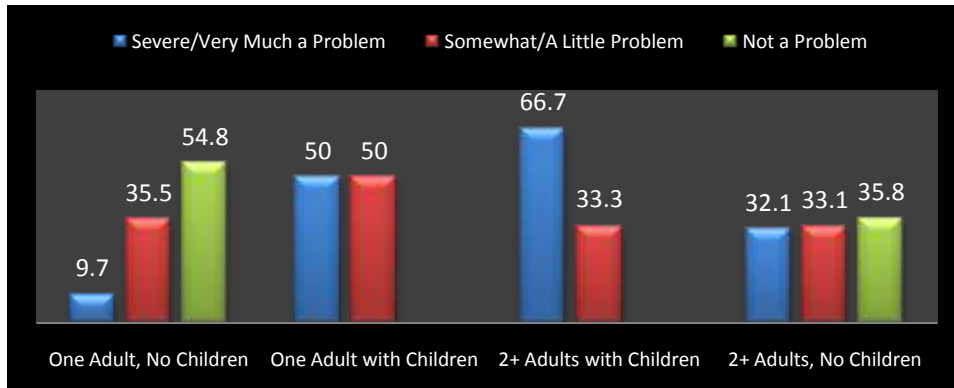 Severe/Very Much a Problem Somewhat/A Little Problem Not a Problem
66.7
54.8
50 50
35.5 33.3 32.1 33.1 35.8
9.7
One Adult, No Children One Adult with Children 2+ Adults with Children 2+ Adults, No Children